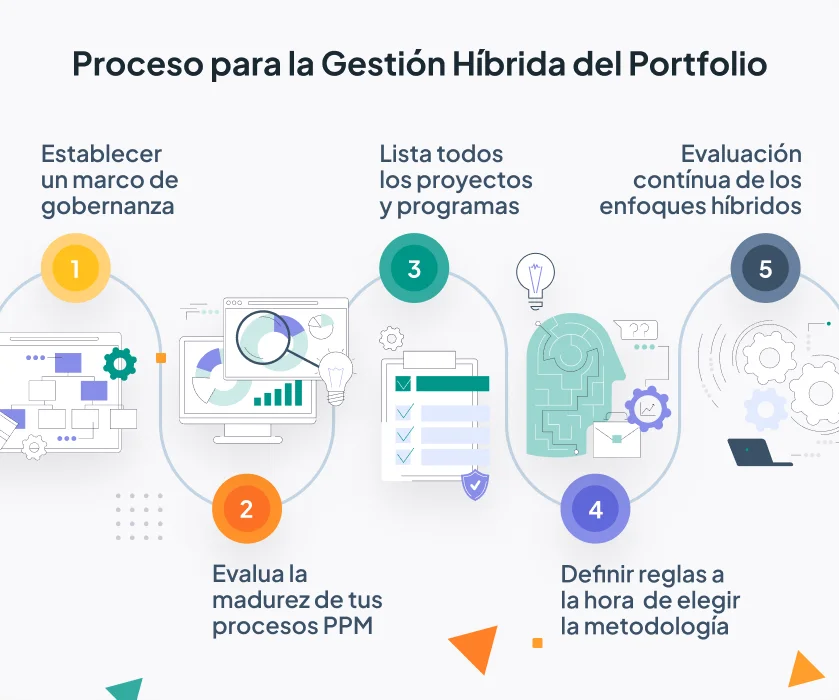 Proceso para la Gestión Híbrida del Portfolio
Establecer
un marco de
gobernanza
1
Evalua la
madurez de tus
procesos PPM
2
Lista todos
los proyectos
y programas
3
Definir reglas a
la hora de elegir
la metodología
4
Evaluación
contínua de los
enfoques híbridos
5
??